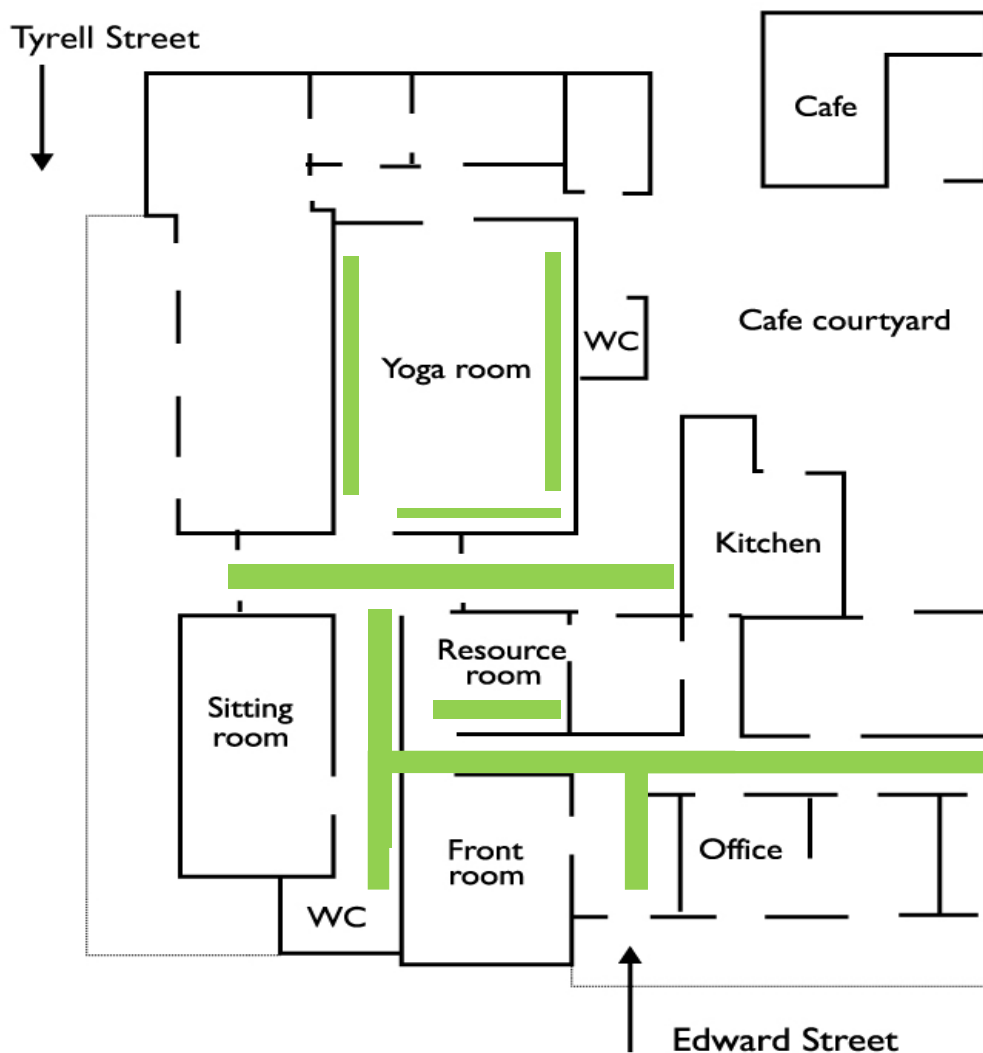 Tyrell Street
Cafe
WC
Cafe courtyard
Yoga room
Kitchen
Resource
room
Sitting
room
Front
room
Office
WC
Edward Street